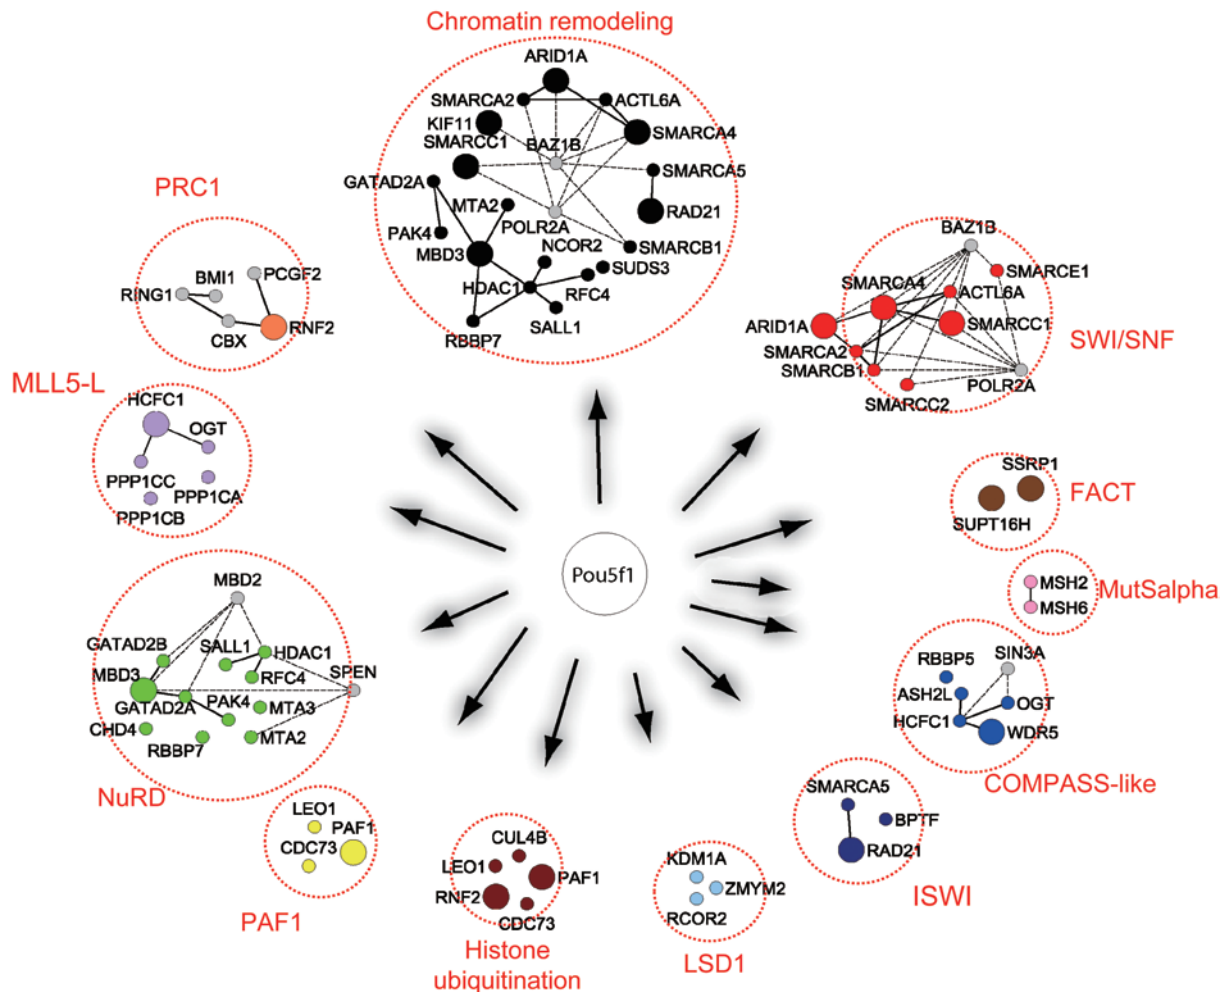 Chromatin remodeling
ARID1A
SMARCA2
ACTL6A
KIF11
SMARCA4
SMARCC1
BAZ1B
SMARCA5
GATAD2A
MTA2
RAD21
POLR2A
PAK4
NCOR2
SMARCB1
MBD3
SUDS3
HDAC1
RFC4
SALL1
RBBP7
PRC1
BMI1
PCGF2
RING1
RNF2
CBX
BAZ1B
SMARCE1
SMARCA4
ACTL6A
ARID1A
SMARCC1
SMARCA2
SWI/SNF
SMARCB1
POLR2A
SMARCC2
MLL5-L
HCFC1
OGT
PPP1CC
PPP1CA
PPP1CB
SSRP1
FACT
SUPT16H
Pou5f1
MSH2
MutSalpha
MSH6
MBD2
GATAD2B
SALL1
HDAC1
MBD3
RFC4
SPEN
GATAD2A
PAK4
MTA3
CHD4
RBBP7
MTA2
NuRD
RBBP5
SIN3A
ASH2L
OGT
HCFC1
WDR5
COMPASS-like
SMARCA5
BPTF
RAD21
ISWI
LEO1
PAF1
CDC73
PAF1
CUL4B
LEO1
PAF1
RNF2
CDC73
Histone
ubiquitination
KDM1A
ZMYM2
RCOR2
LSD1